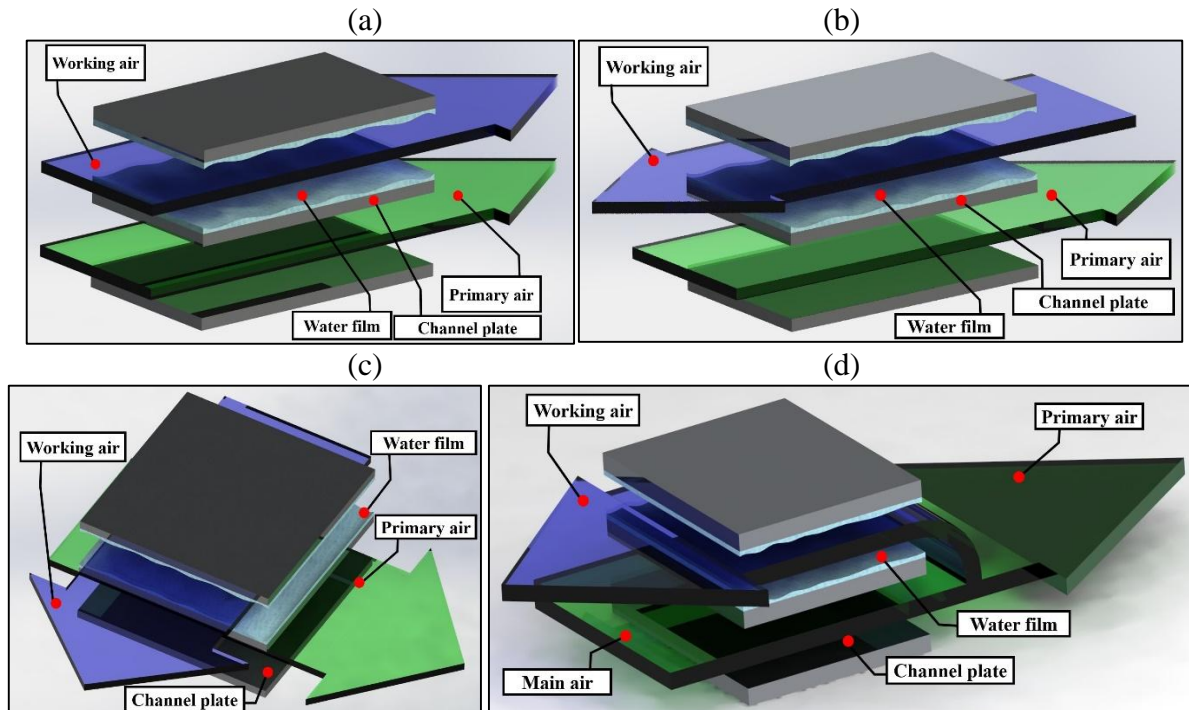 (a)
Working air
Primary air
Water film
Channel plate
(b)
Working air
Primary air
Channel plate
Water film
(c)
Working air
Water film
Primary air
Channel plate
(d)
Working air
Primary air
Water film
Main air
Channel plate